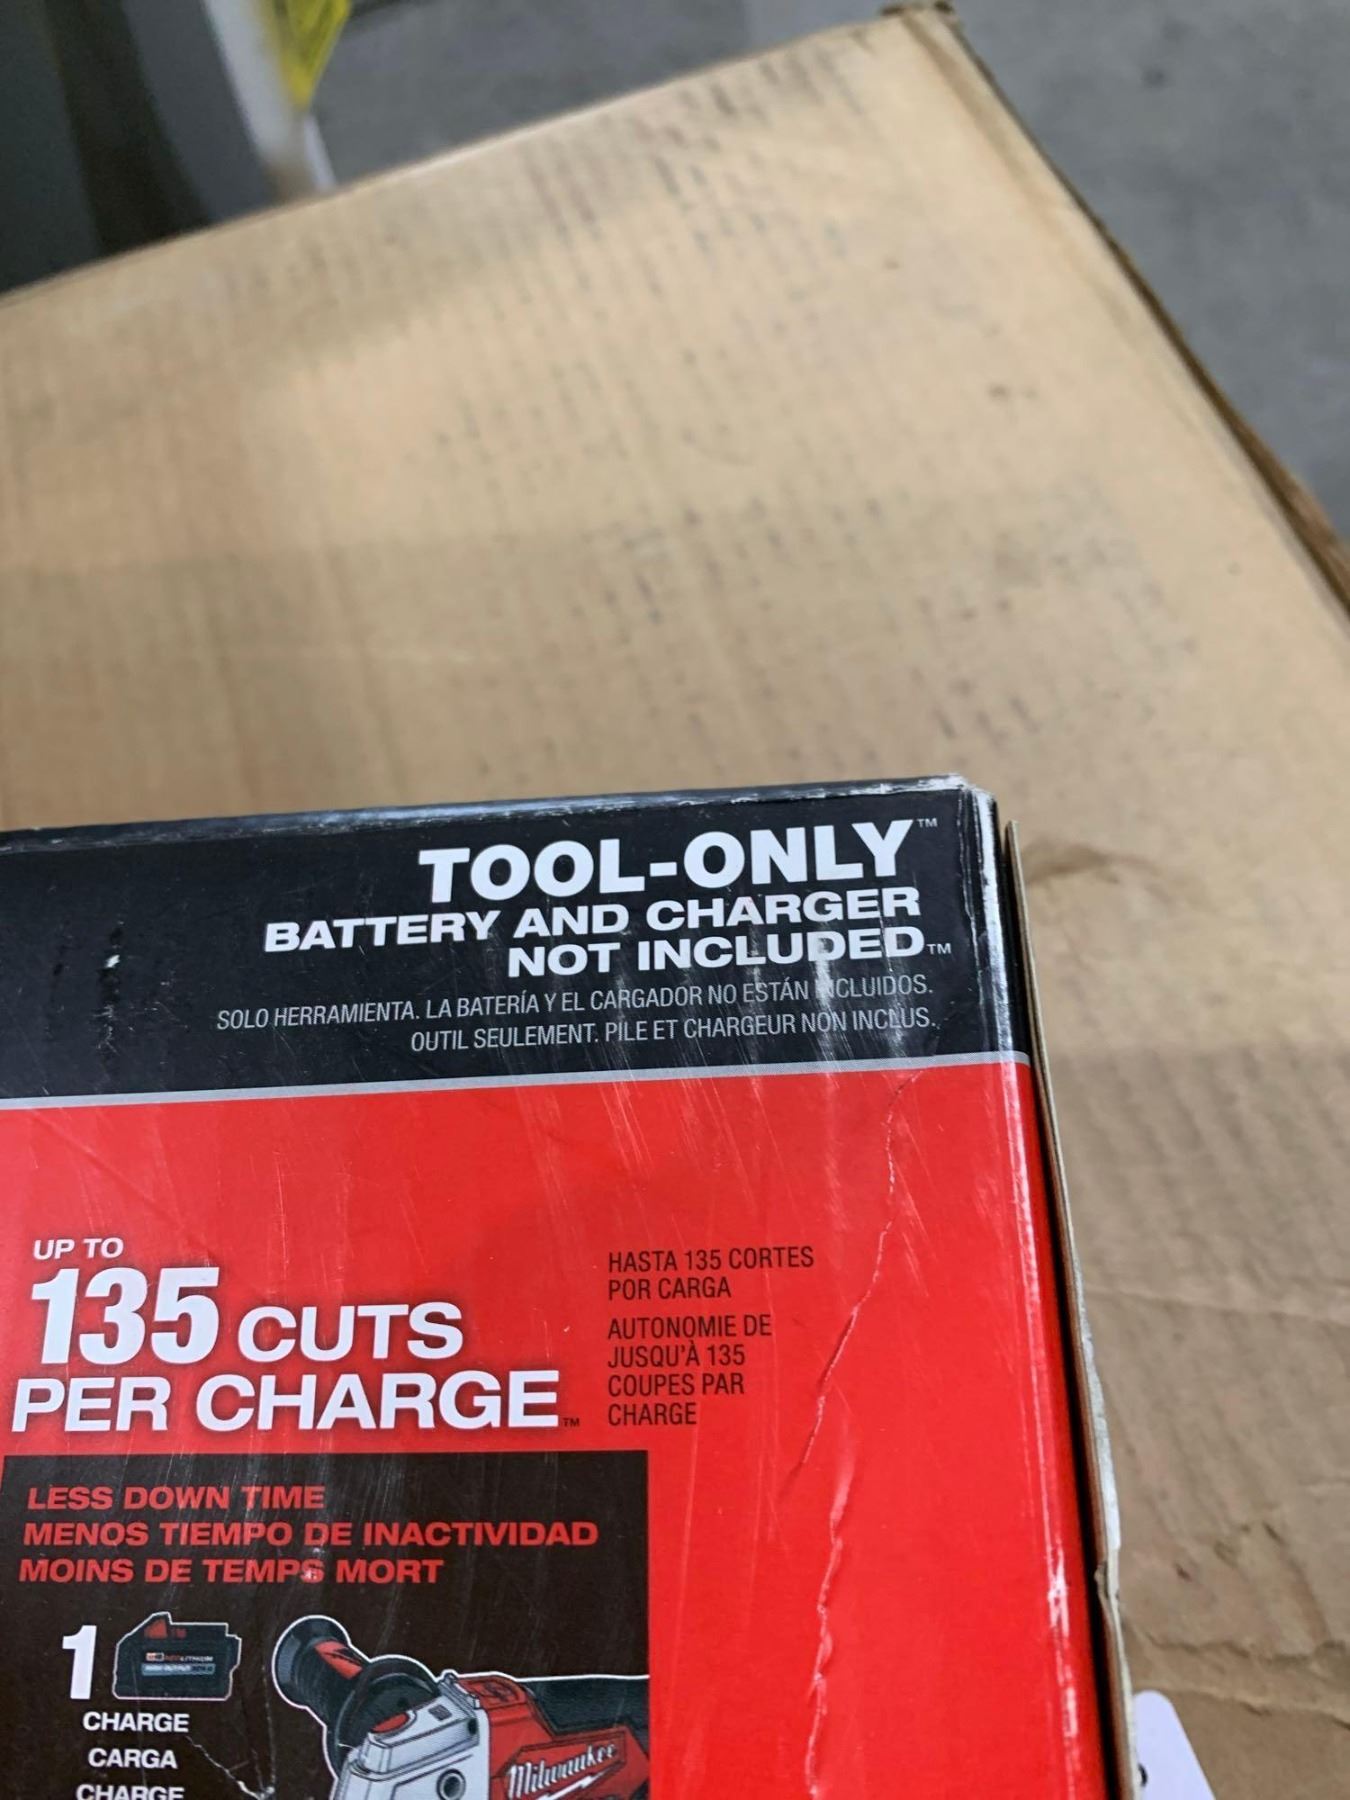 TOOL-ONLY™
BATTERY AND CHARGER
NOT INCLUDED™
SOLO HERRAMIENTA. LA BATERÍA Y EL CARGADOR NO ESTÁN INCLUIDOS.
OUTIL SEULEMENT. PILE ET CHARGEUR NON INCLUS.
UP TO
135 CUTS
PER CHARGE™
HASTA 135 CORTES
POR CARGA
AUTONOMIE DE
JUSQU'À 135
COUPES PAR
CHARGE
LESS DOWN TIME
MENOS TIEMPO DE INACTIVIDAD
MOINS DE TEMPS MORT
1
CHARGE
CARGA
CHARGE
Milwaukee